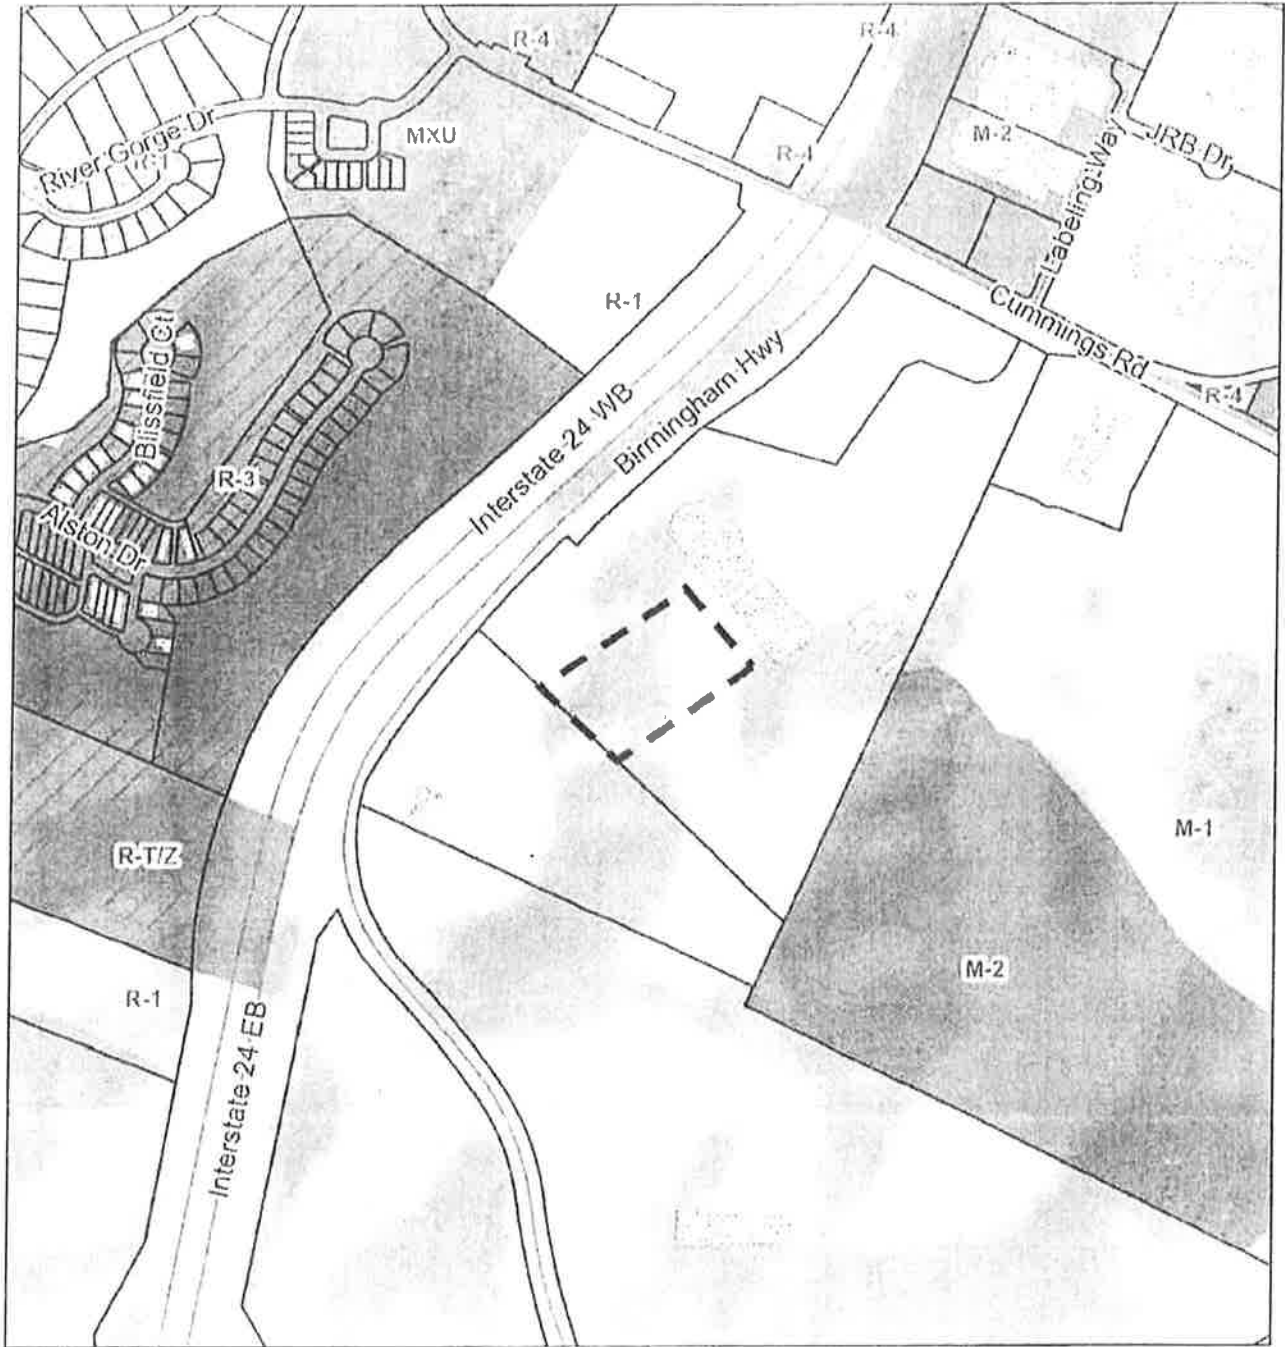 R-4
R-4
MXU
M-2
JRB Dr
River Gorge Dr
R-4
Labeling Way
R-1
Cummings Rd
Blissfield Ct
Birmingham Hwy
R-4
Interstate 24 WB
R-3
Alston Dr
M-1
R-T/Z
M-2
R-1
Interstate 24 EB